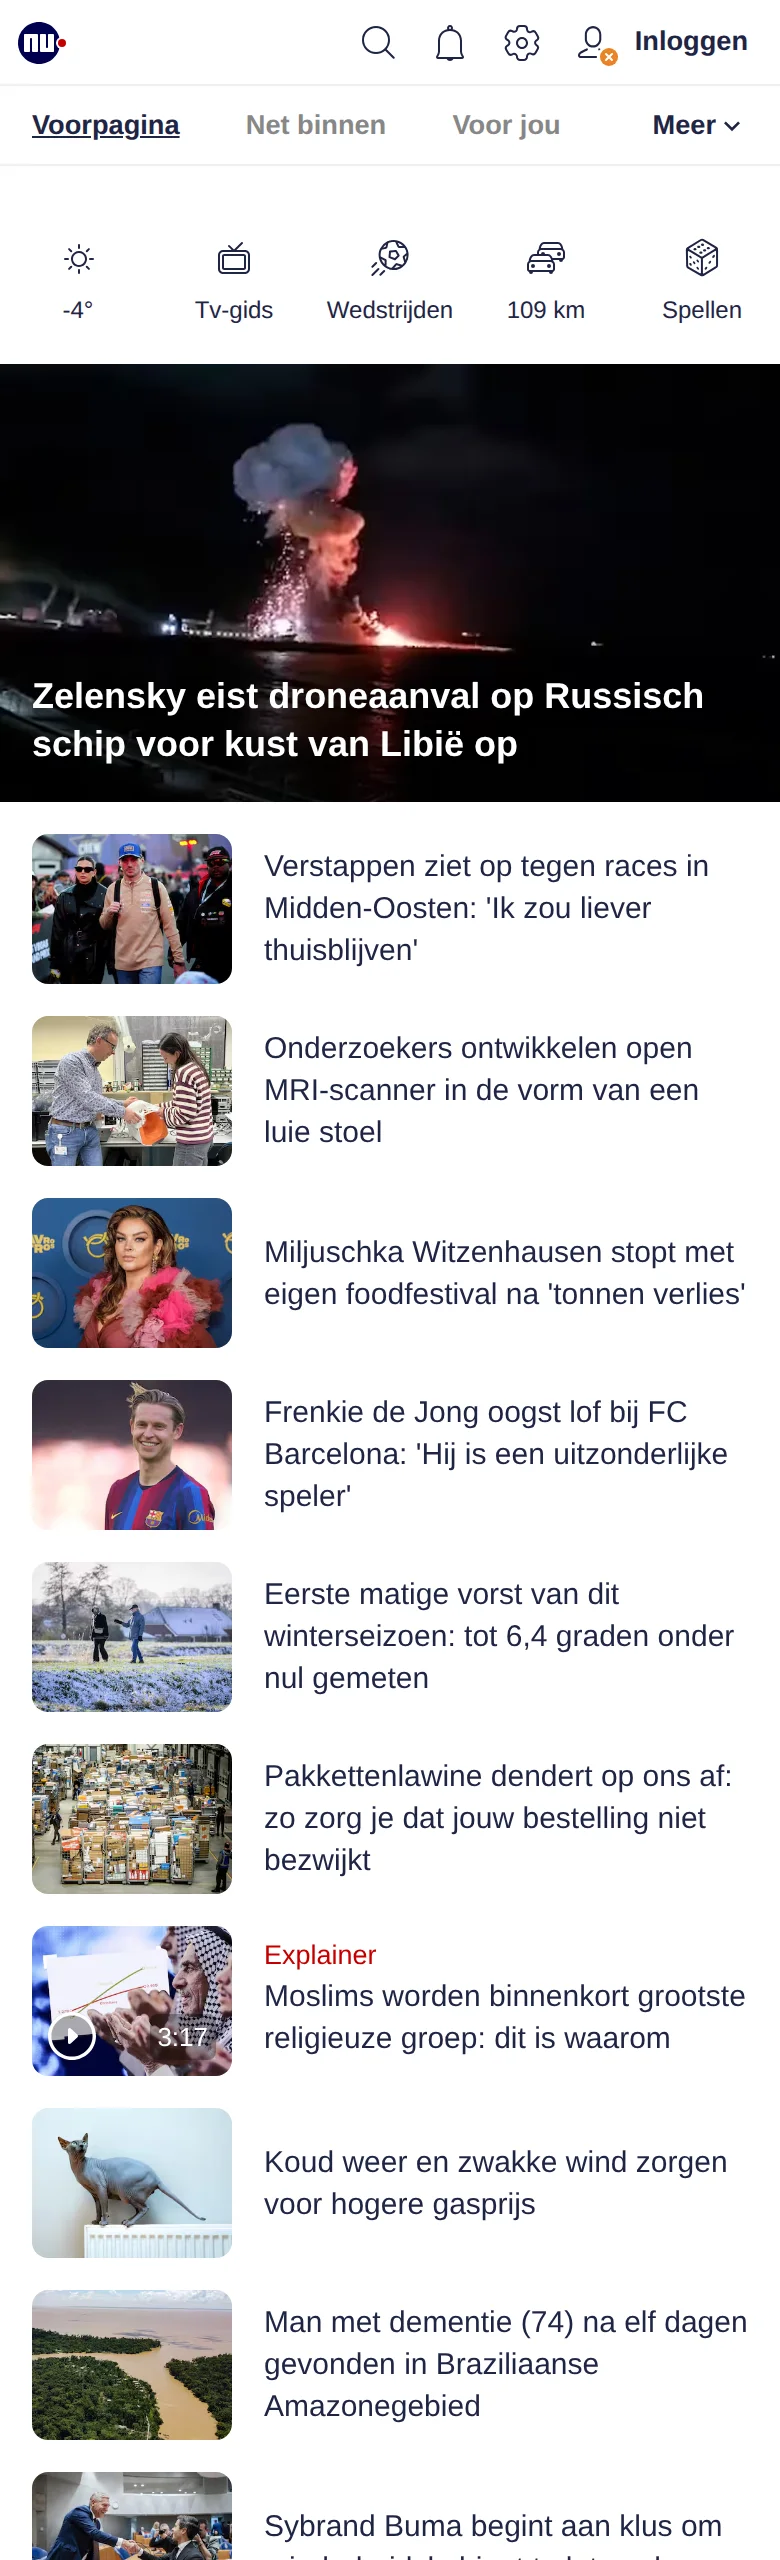 nu
Inloggen
Voorpagina Net binnen Voor jou Meer
-4° Tv-gids Wedstrijden 109 km Spellen
Zelensky eist droneaanval op Russisch
schip voor kust van Libië op
Verstappen ziet op tegen races in
Midden-Oosten: 'Ik zou liever
thuisblijven'
Onderzoekers ontwikkelen open
MRI-scanner in de vorm van een
luie stoel
Miljuschka Witzenhausen stopt met
eigen foodfestival na 'tonnen verlies'
Frenkie de Jong oogst lof bij FC
Barcelona: 'Hij is een uitzonderlijke
speler'
Eerste matige vorst van dit
winterseizoen: tot 6,4 graden onder
nul gemeten
Pakkettenlawine dendert op ons af:
zo zorg je dat jouw bestelling niet
bezwijkt
Explainer
Moslims worden binnenkort grootste
religieuze groep: dit is waarom
3:17
Koud weer en zwakke wind zorgen
voor hogere gasprijs
Man met dementie (74) na elf dagen
gevonden in Braziliaanse
Amazonegebied
Sybrand Buma begint aan klus om